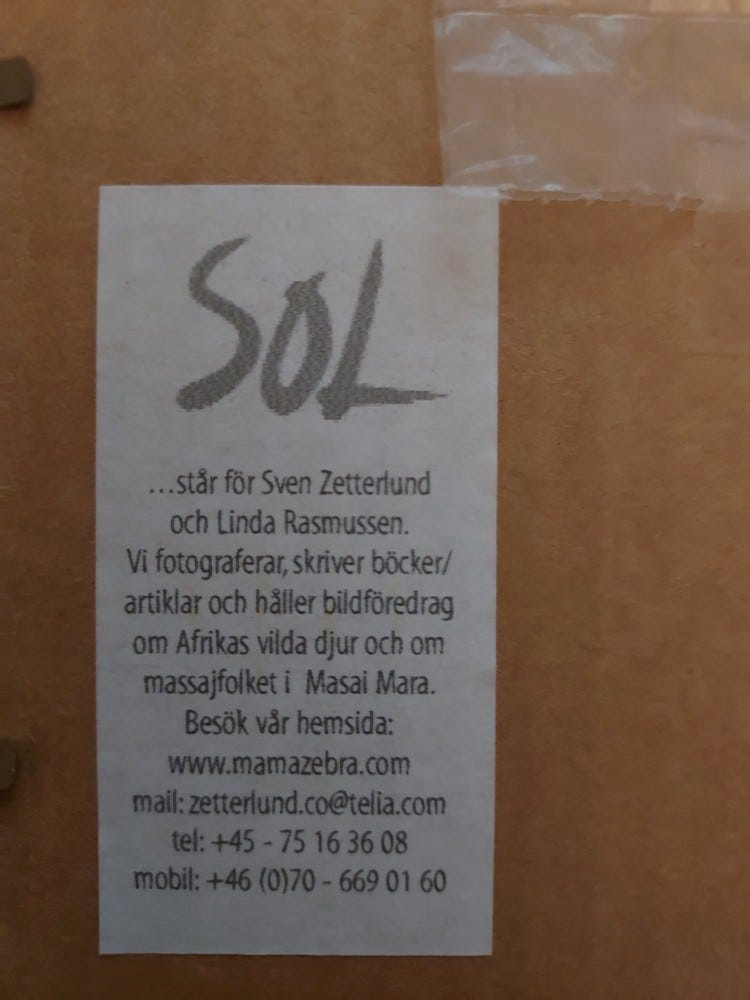 SOL
...står för Sven Zetterlund
och Linda Rasmussen.
Vi fotograferar, skriver böcker/
artiklar och håller bildföredrag
om Afrikas vilda djur och om
massajfolket i Masai Mara.
Besök vår hemsida:
www.mamazebra.com
mail: zetterlund.co@telia.com
tel: +45 - 75 16 36 08
mobil: +46 (0)70 - 669 01 60